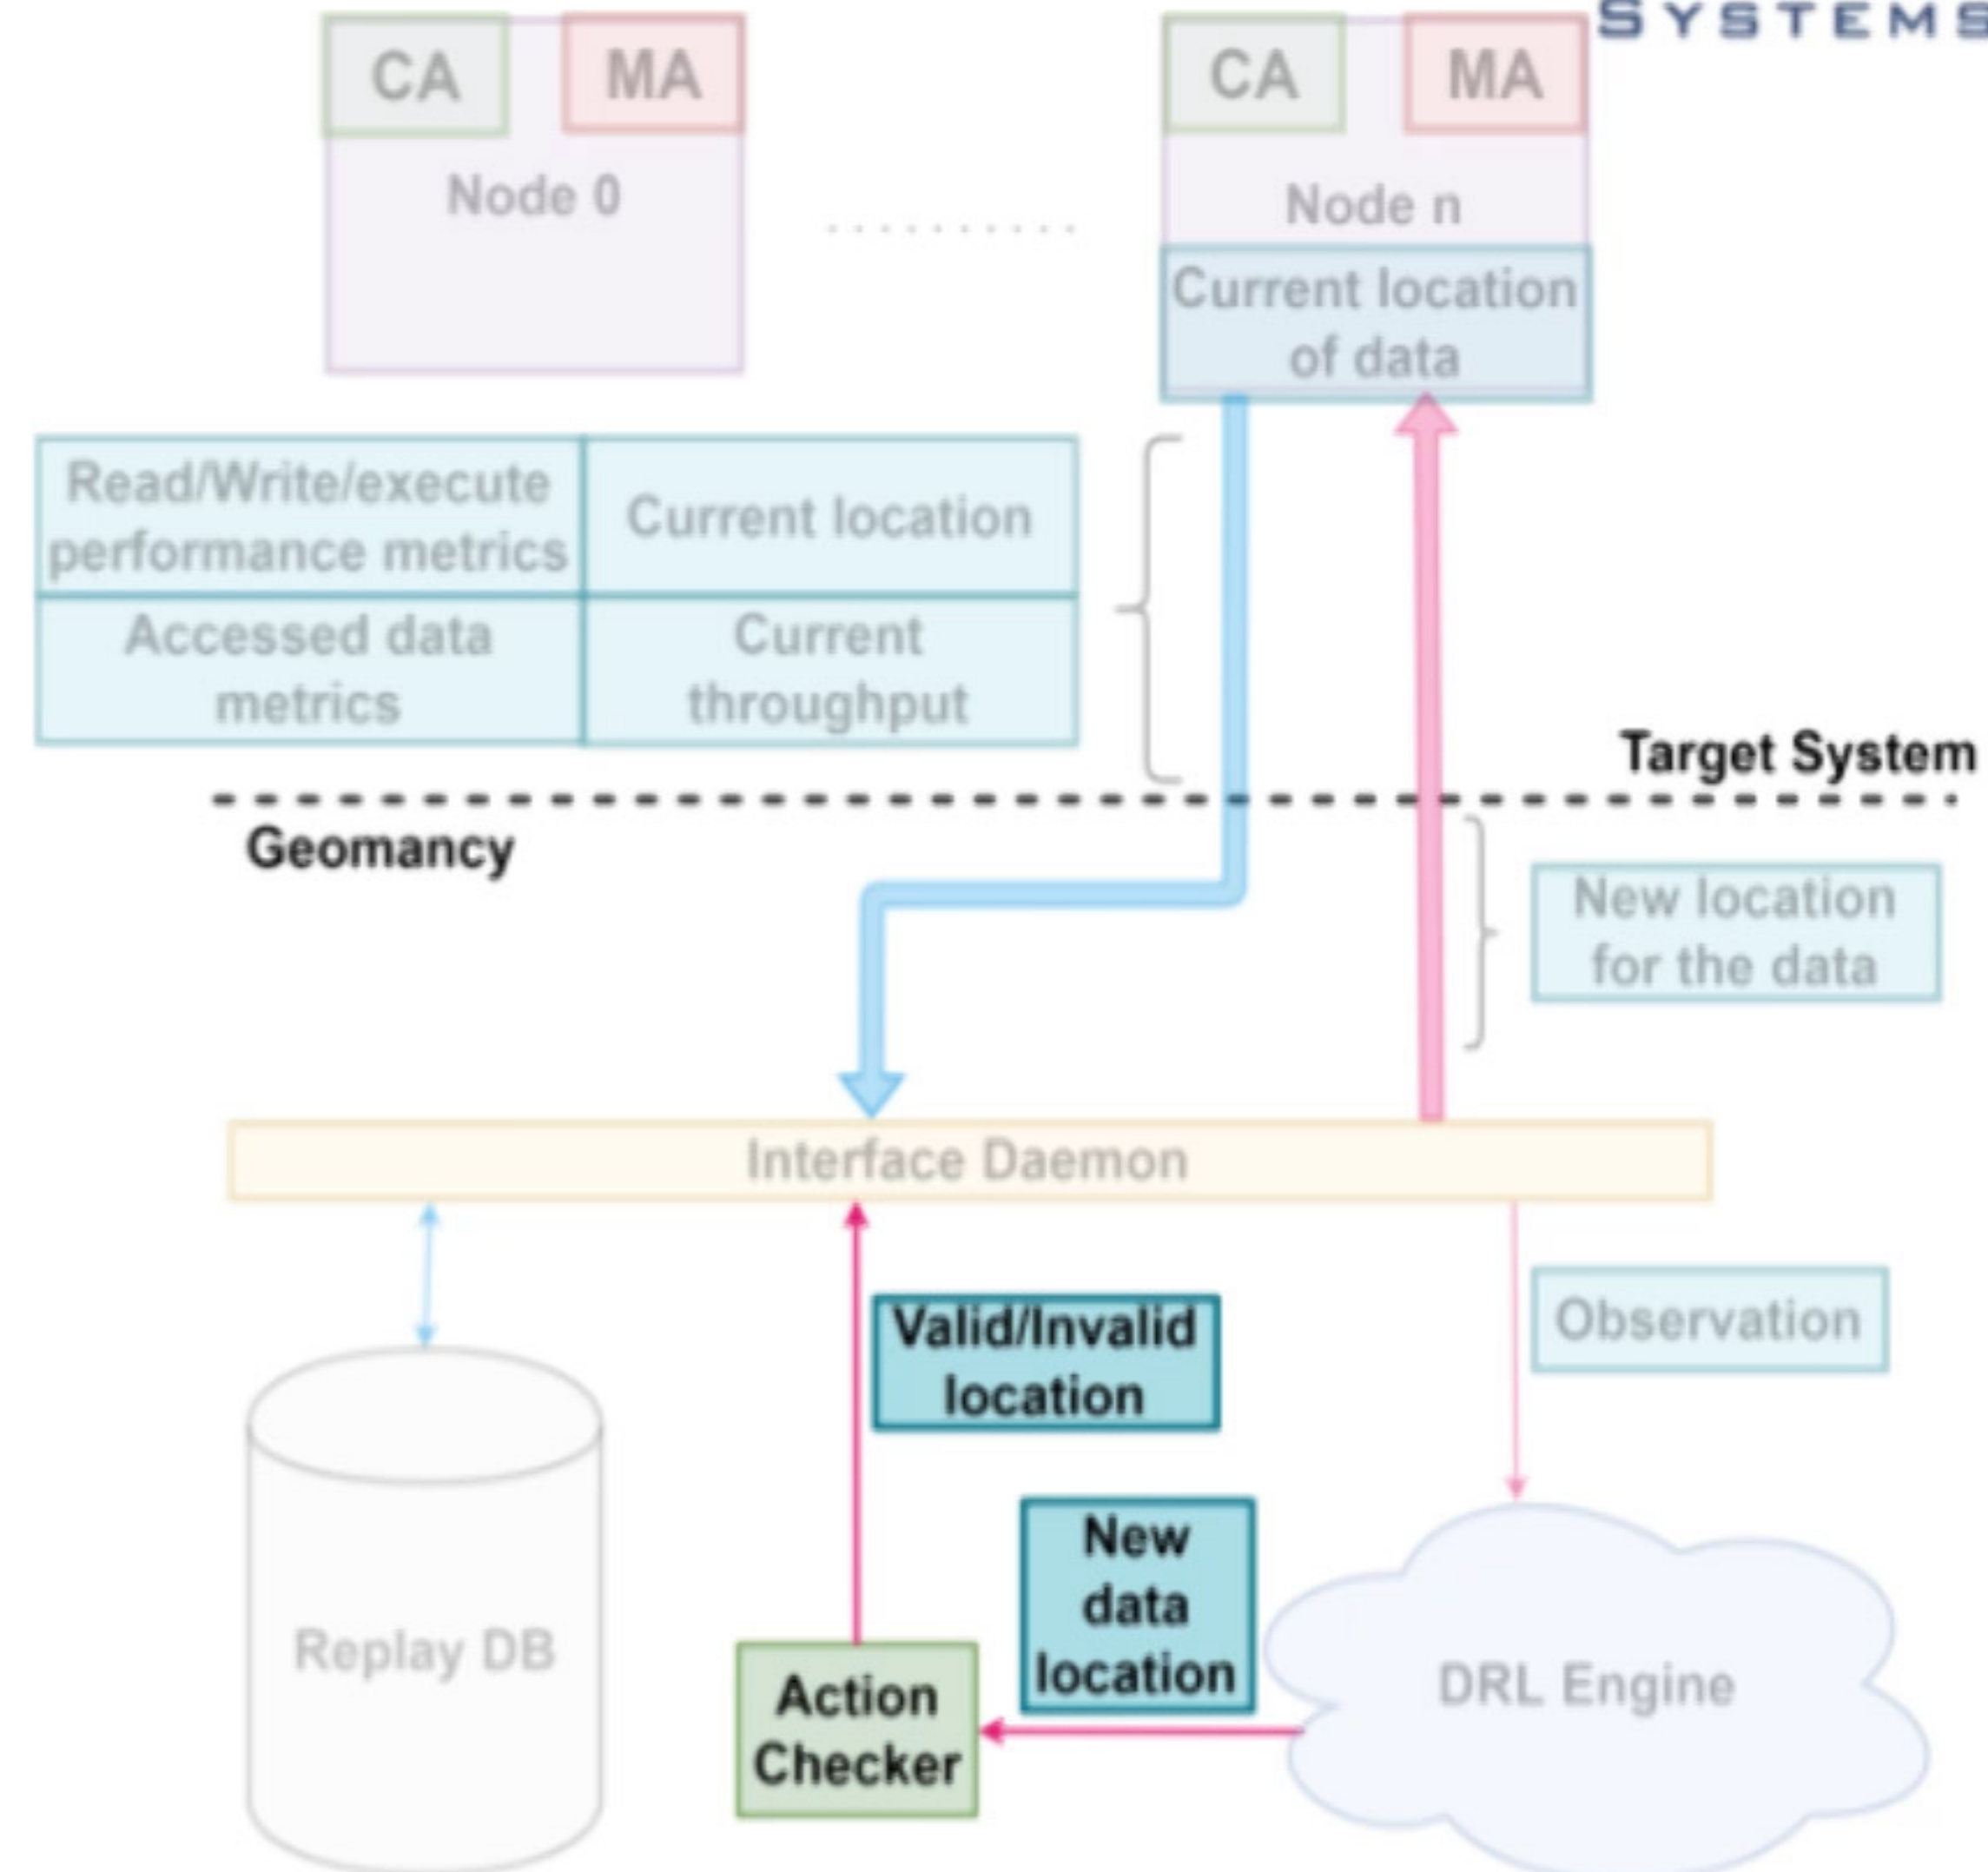 SYSTEMS
CA
MA
CA
MA
Node 0
Node n
..........
Current location
of data
Read/Write/execute
performance metrics
Current location
Accessed data
metrics
Current
throughput
Target System
Geomancy
New location
for the data
Interface Daemon
Valid/Invalid
location
Observation
New
data
location
Replay DB
DRL Engine
Action
Checker